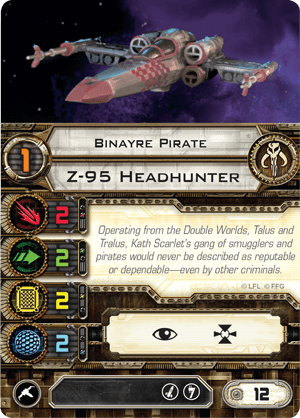 Binayre Pirate
1
Z-95 Headhunter
2
2
2
2
Operating from the Double Worlds, Talus and
Tralus, Kath Scarlet's gang of smugglers and
pirates would never be described as reputable
or dependable—even by other criminals.
© LFL © FFG
12